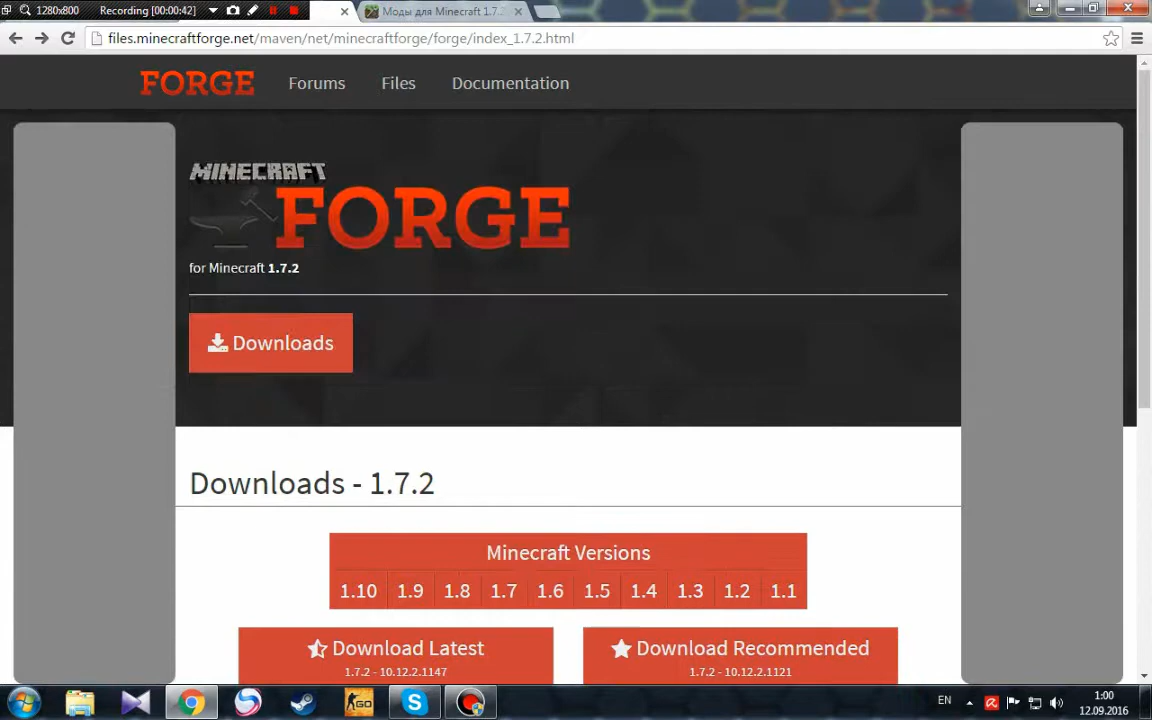 1280x800 Recording [00:00:42]
Моды для Minecraft 1.7.2
files.minecraftforge.net/maven/net/minecraftforge/forge/index_1.7.2.html
FORGE Forums Files Documentation
MINECRAFT
FORGE
for Minecraft 1.7.2
Downloads
Downloads - 1.7.2
Minecraft Versions
1.10 1.9 1.8 1.7 1.6 1.5 1.4 1.3 1.2 1.1
Download Latest
1.7.2 - 10.12.2.1147
Download Recommended
1.7.2 - 10.12.2.1121
GO
EN
1:00
12.09.2016